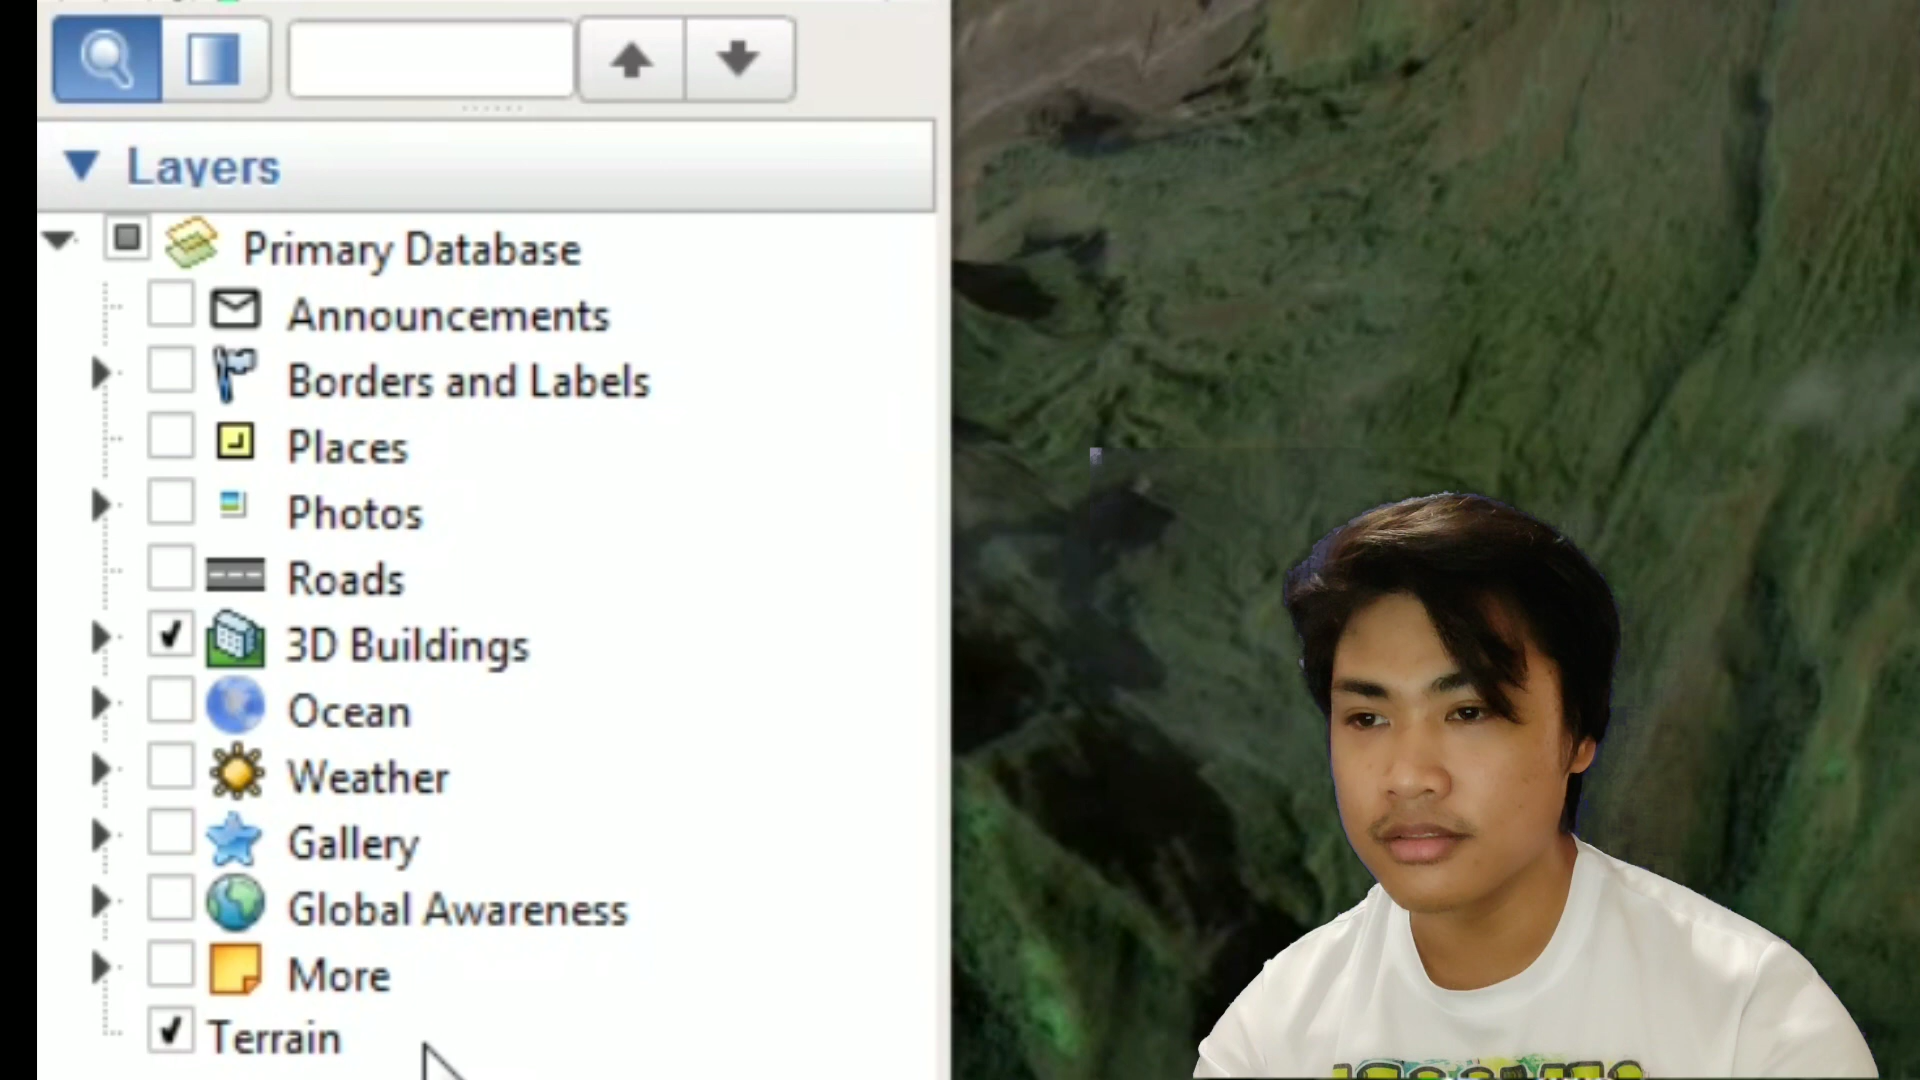 Layers
Primary Database
Announcements
Borders and Labels
Places
Photos
Roads
3D Buildings
Ocean
Weather
Gallery
Global Awareness
More
Terrain